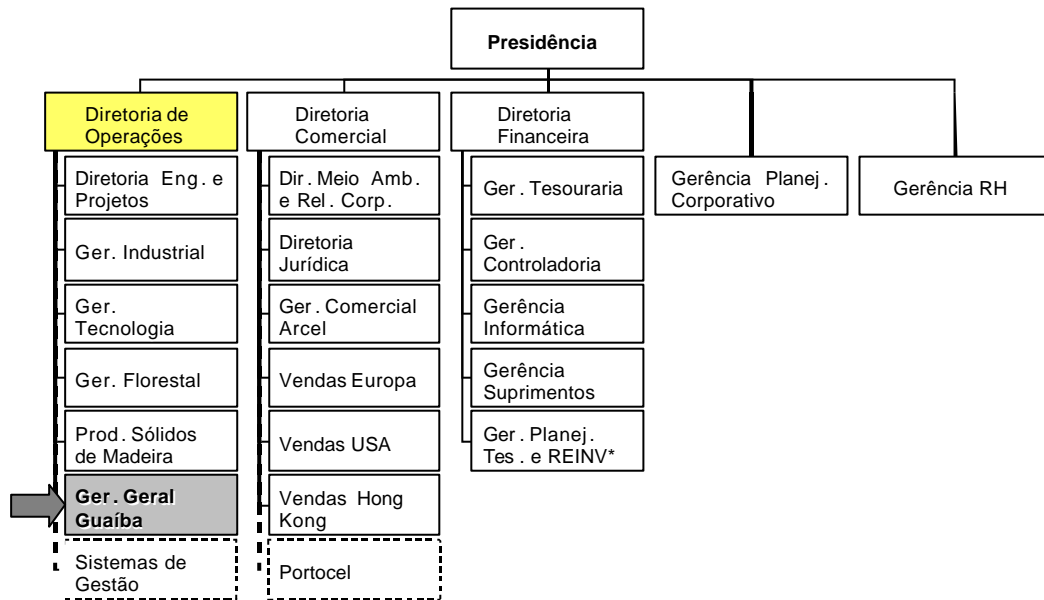 Presidência
Diretoria de
Operações
Diretoria Eng. e
Projetos
Ger. Industrial
Ger.
Tecnologia
Ger. Florestal
Prod. Sólidos
de Madeira
Ger. Geral
Guaíba
Sistemas de
Gestão
Diretoria
Comercial
Dir. Meio Amb.
e Rel. Corp.
Diretoria
Jurídica
Ger. Comercial
Arcel
Vendas Europa
Vendas USA
Vendas Hong
Kong
Portocel
Diretoria
Financeira
Ger. Tesouraria
Ger.
Controladoria
Gerência
Informática
Gerência
Suprimentos
Ger. Planej.
Tes. e REINV*
Gerência Planej.
Corporativo
Gerência RH